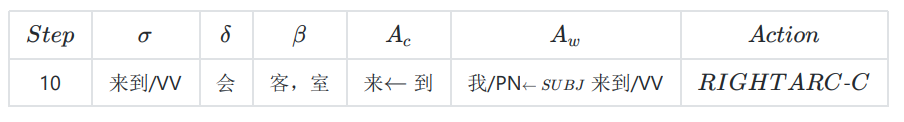 Step σ δ β A_c A_w Action
10 来到/VV 会 客，室 来← 到 我/PN← SUBJ 来到/VV RIGHTARC-C